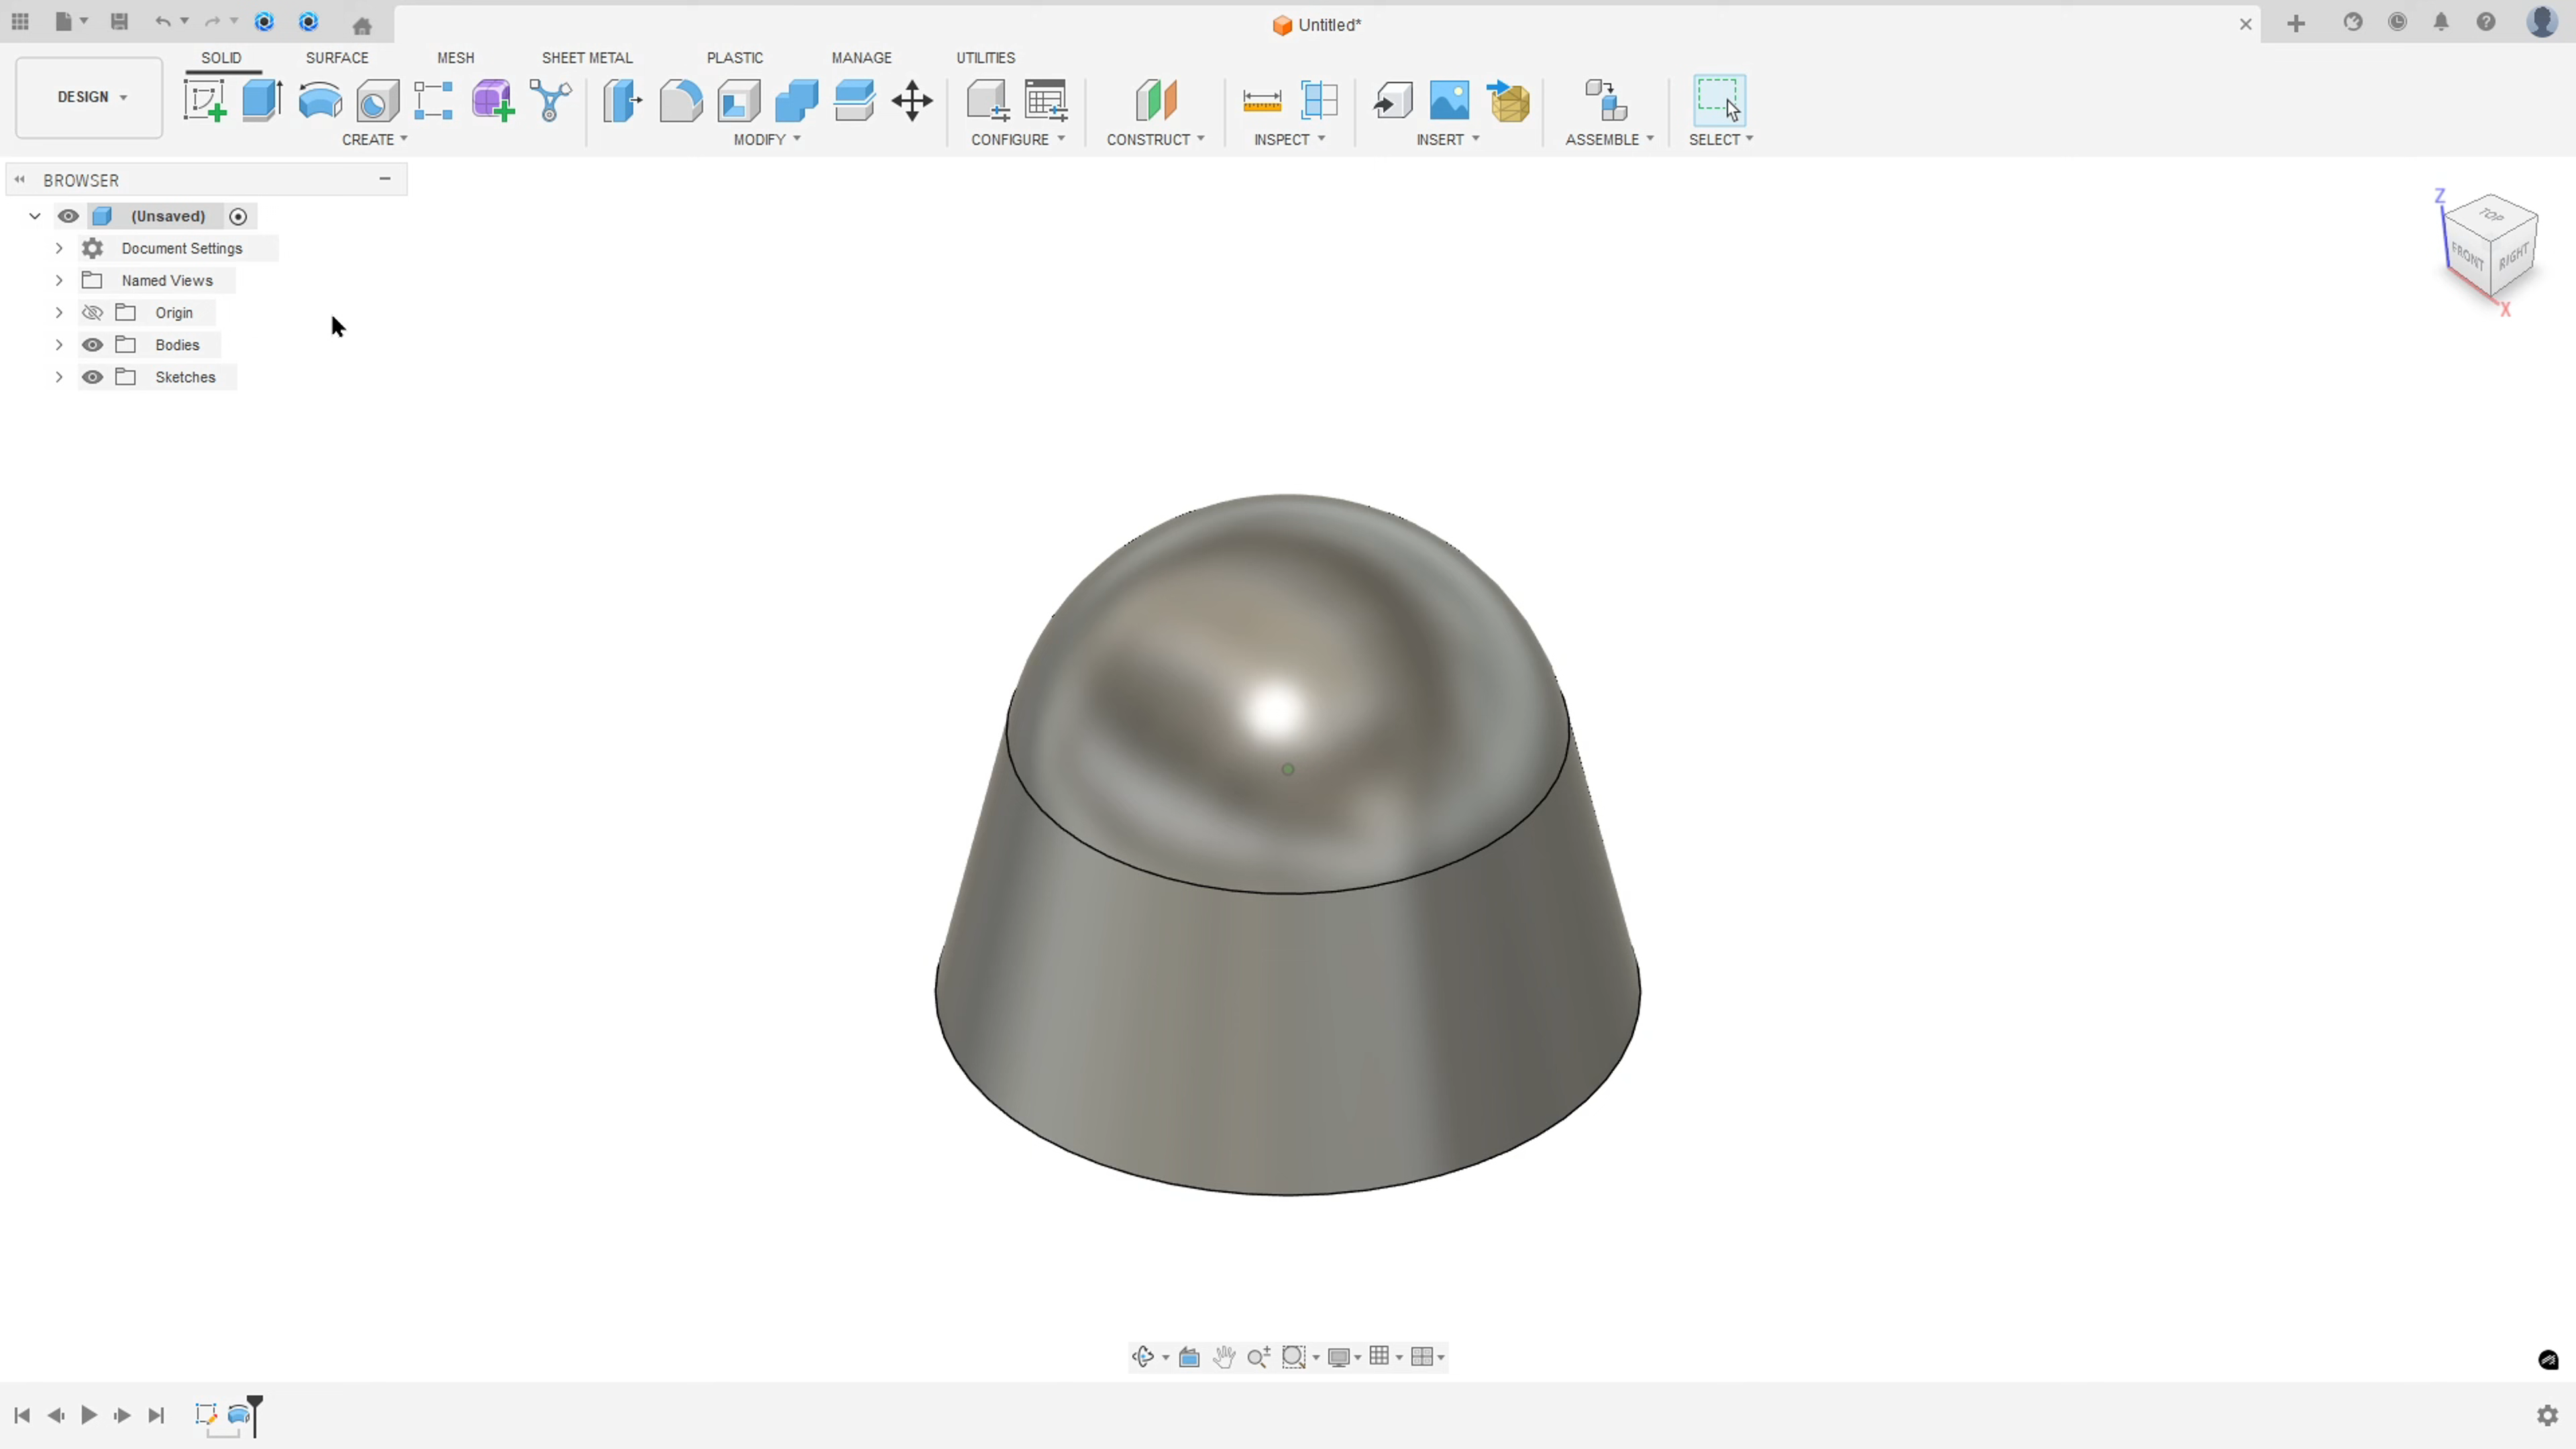 Untitled*
SOLID SURFACE MESH SHEET METAL PLASTIC MANAGE UTILITIES
DESIGN
CREATE MODIFY CONFIGURE CONSTRUCT INSPECT INSERT ASSEMBLE SELECT
BROWSER
(Unsaved)
Document Settings
Named Views
Origin
Bodies
Sketches
Z
TOP
FRONT RIGHT
X